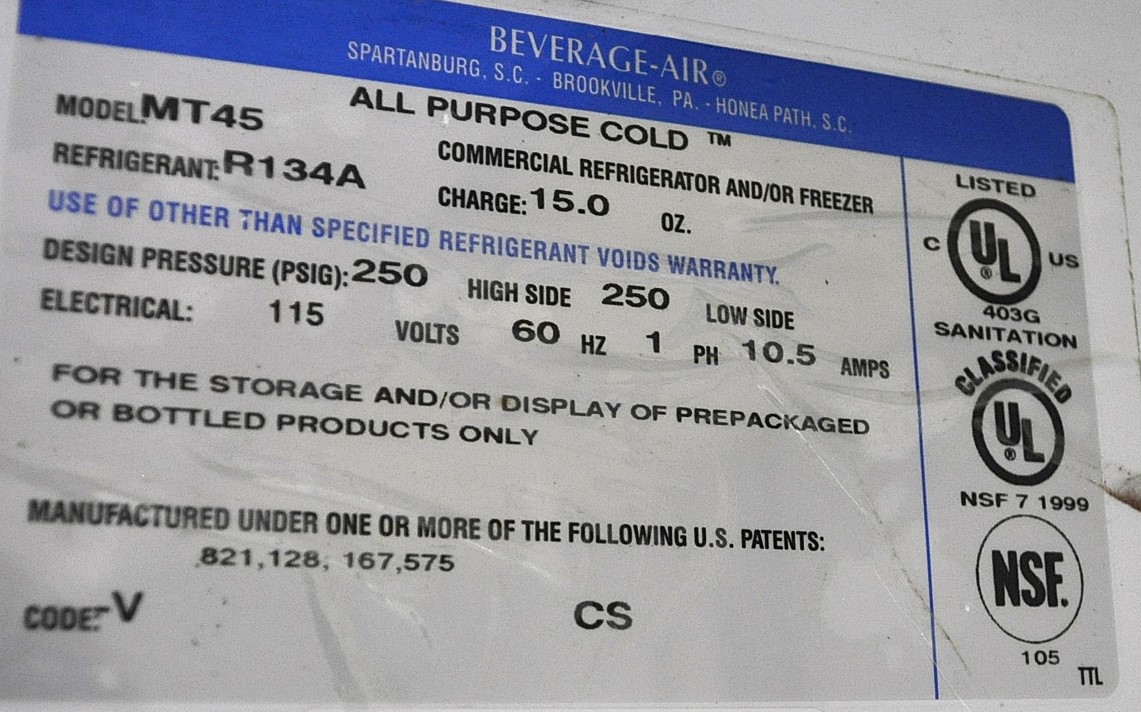 BEVERAGE-AIR®
SPARTANBURG, S.C. - BROOKVILLE, PA. - HONEA PATH, S.C.
ALL PURPOSE COLD ™
MODEL: MT45
COMMERCIAL REFRIGERATOR AND/OR FREEZER
REFRIGERANT: R134A
CHARGE: 15.0 OZ.
USE OF OTHER THAN SPECIFIED REFRIGERANT VOIDS WARRANTY.
DESIGN PRESSURE (PSIG): 250 HIGH SIDE 250 LOW SIDE
ELECTRICAL: 115 VOLTS 60 HZ 1 PH 10.5 AMPS
FOR THE STORAGE AND/OR DISPLAY OF PREPACKAGED
OR BOTTLED PRODUCTS ONLY
MANUFACTURED UNDER ONE OR MORE OF THE FOLLOWING U.S. PATENTS:
821,128, 167,575
CODE: V CS
LISTED
C UL® US
403G
SANITATION
CLASSIFIED
UL®
NSF 7 1999
NSF.
105
TTL